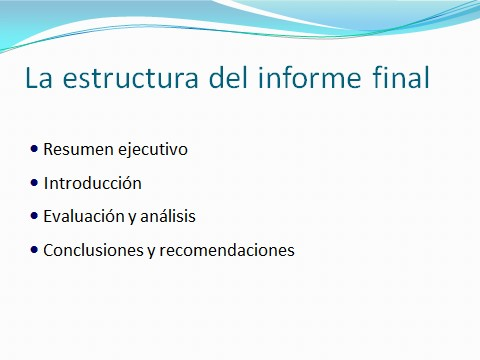 La estructura del informe final
• Resumen ejecutivo
• Introducción
• Evaluación y análisis
• Conclusiones y recomendaciones